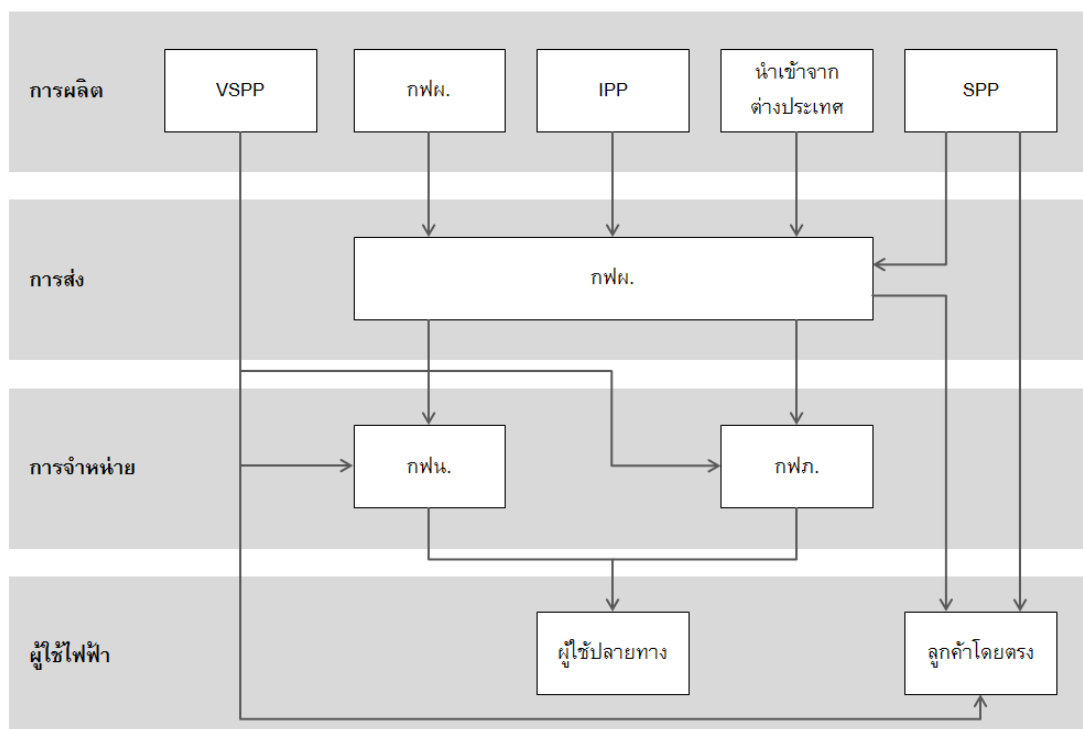 การผลิต
VSPP
กฟผ.
IPP
นำเข้าจาก
ต่างประเทศ
SPP
การส่ง
กฟผ.
การจำหน่าย
กฟน.
กฟภ.
ผู้ใช้ไฟฟ้า
ผู้ใช้ปลายทาง
ลูกค้าโดยตรง